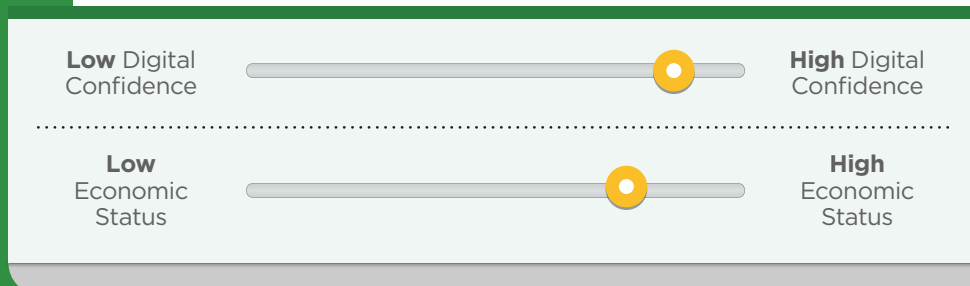 Low Digital
Confidence
High Digital
Confidence
Low
Economic
Status
High
Economic
Status